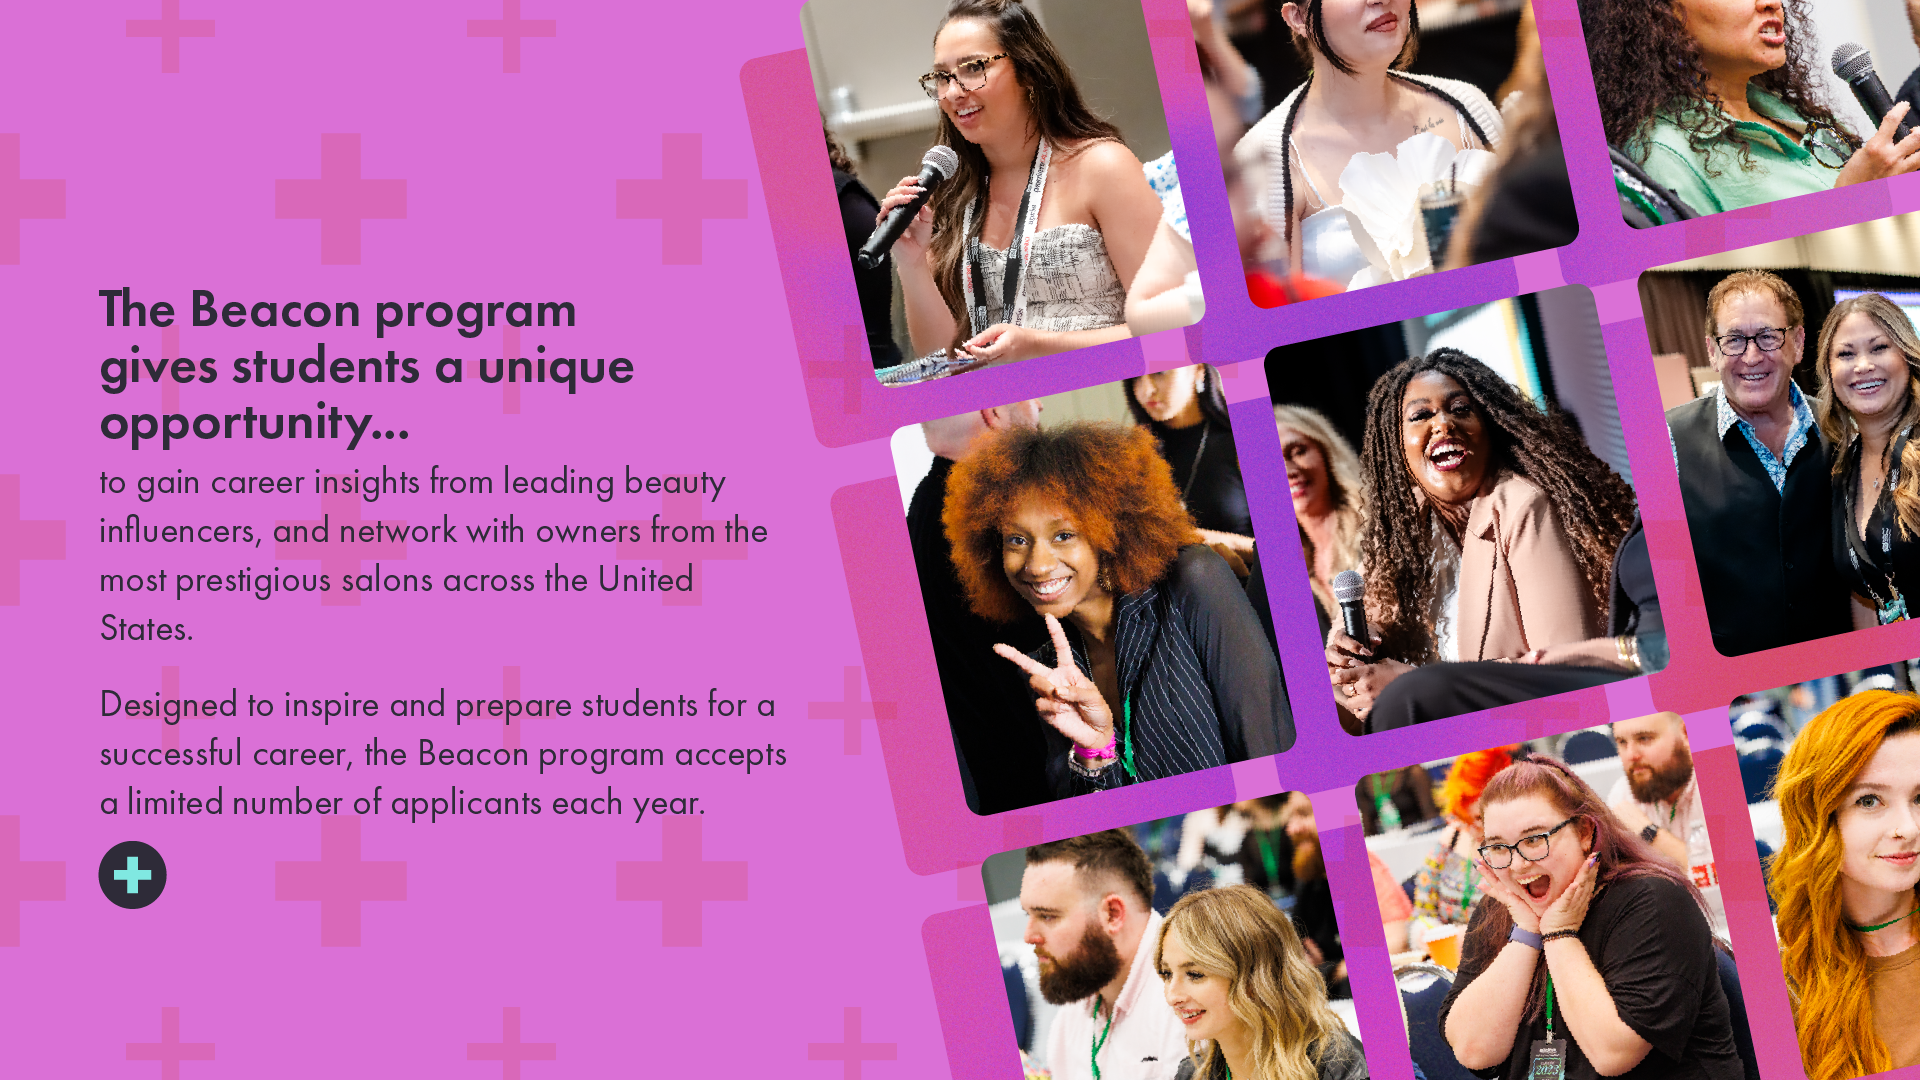 The Beacon program
gives students a unique
opportunity...
to gain career insights from leading beauty
influencers, and network with owners from the
most prestigious salons across the United
States.
Designed to inspire and prepare students for a
successful career, the Beacon program accepts
a limited number of applicants each year.
2023